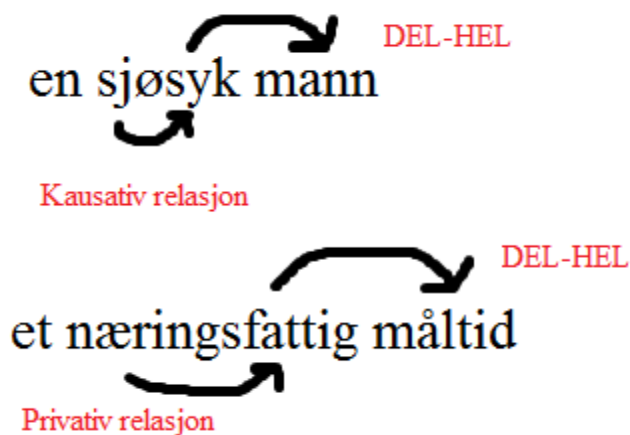 DEL-HEL
en sjøsyk mann
Kausativ relasjon
DEL-HEL
et næringsfattig måltid
Privativ relasjon